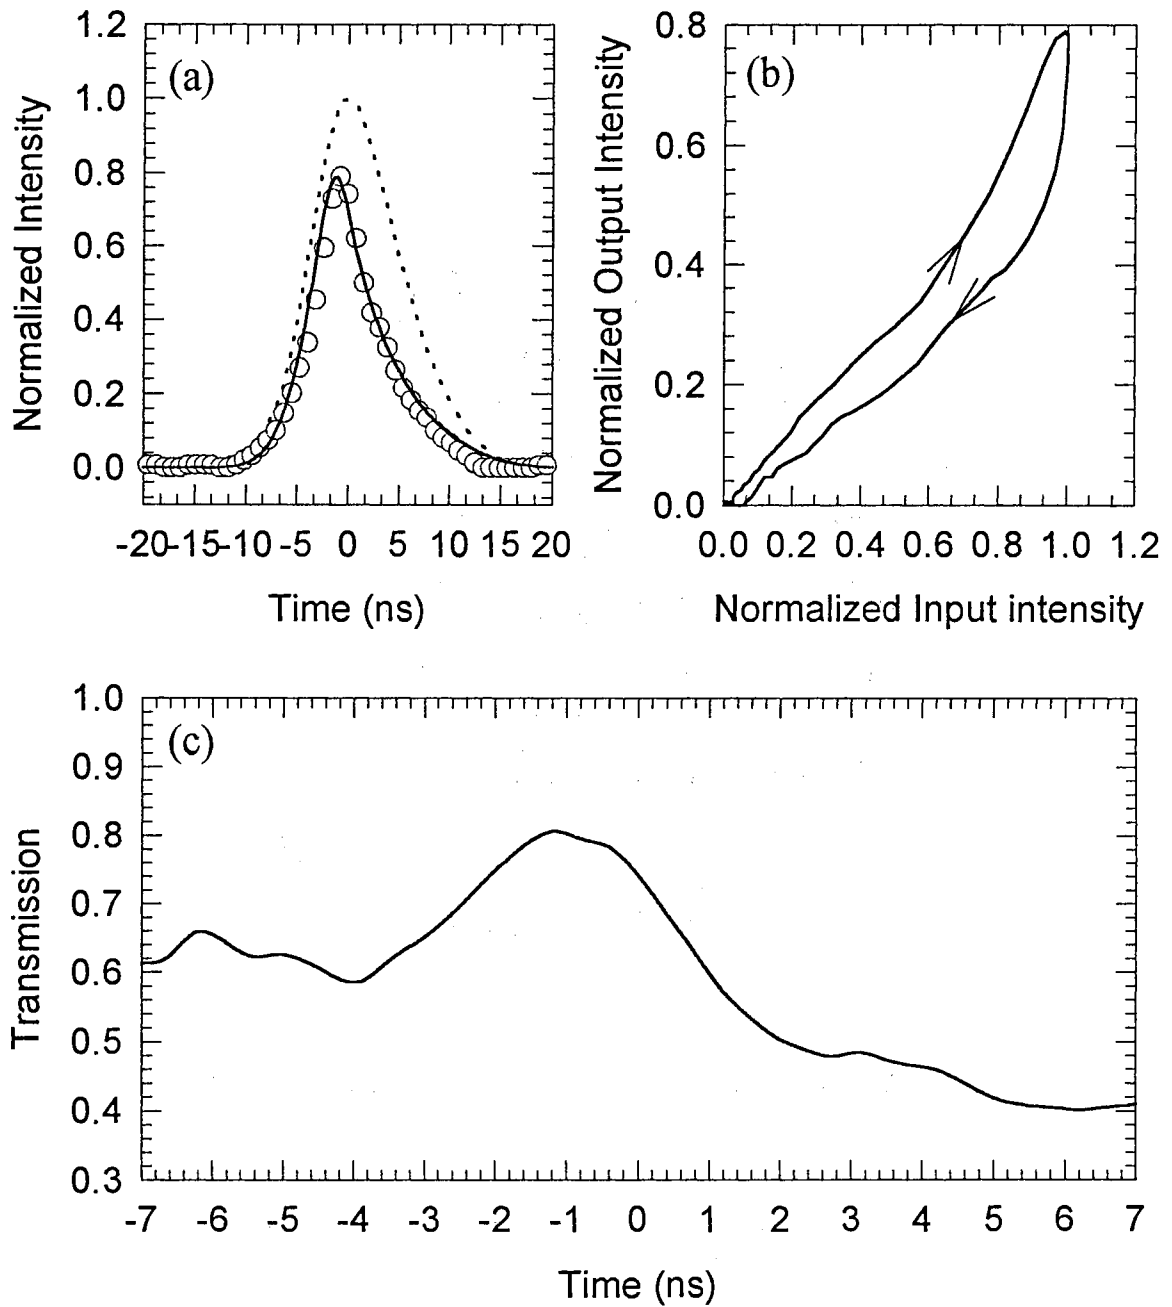 (a)
Normalized Intensity
1.2
1.0
0.8
0.6
0.4
0.2
0.0
-20 -15 -10 -5 0 5 10 15 20
Time (ns)
(b)
Normalized Output Intensity
0.8
0.6
0.4
0.2
0.0
0.0 0.2 0.4 0.6 0.8 1.0 1.2
Normalized Input intensity
(c)
Transmission
1.0
0.9
0.8
0.7
0.6
0.5
0.4
0.3
-7 -6 -5 -4 -3 -2 -1 0 1 2 3 4 5 6 7
Time (ns)